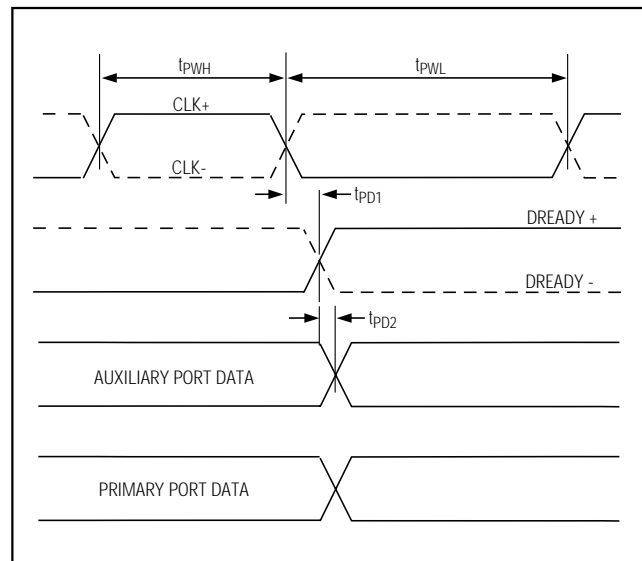 tPWH
tPWL
CLK+
CLK-
tPD1
DREADY +
DREADY -
tPD2
AUXILIARY PORT DATA
PRIMARY PORT DATA